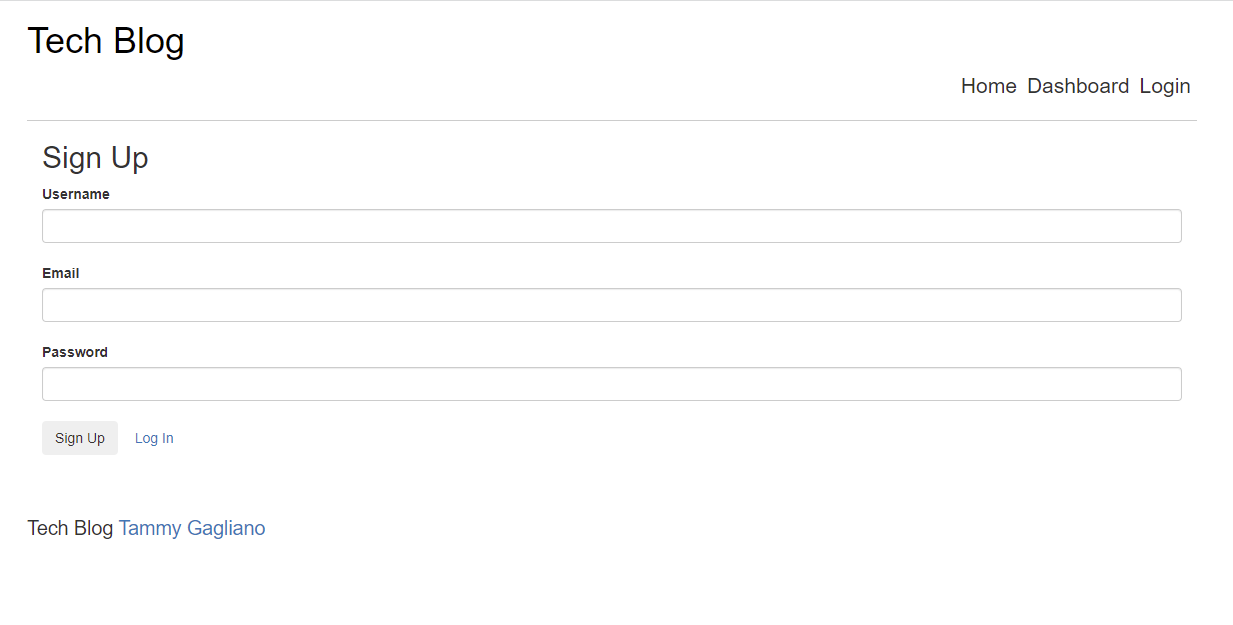 Tech Blog
Home Dashboard Login
Sign Up
Username
Email
Password
Sign Up Log In
Tech Blog Tammy Gagliano